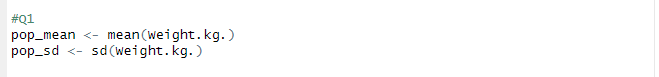 #Q1
pop_mean <- mean(Weight.kg.)
pop_sd <- sd(Weight.kg.)